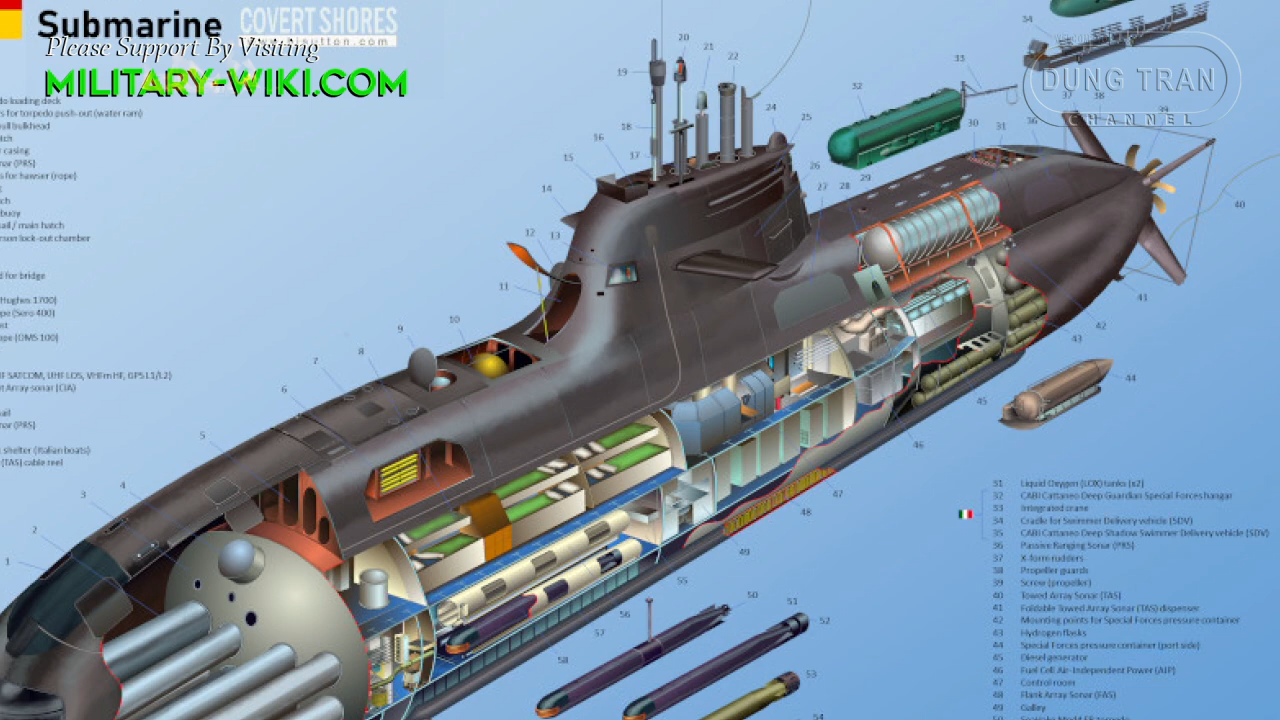 Submarine
COVERT SHORES
Please Support By Visiting
sutton.com
MILITARY-WIKI.COM
DUNG TRAN
CHANNEL
do loading deck
s for torpedo push-out (water ram)
ull bulkhead
tch
casing
nar (PRS)
s for hawser (rope)
ch
buoy
ail / main hatch
rson lock-out chamber
d for bridge
Hughes 1700)
pe (Sero 400)
st
ope (OMS 100)
F SATCOM, UHF LOS, VHFm HF, GPS L1/L2)
t Array sonar (CIA)
ail
nar (PRS)
shelter (Italian boats)
(TAS) cable reel
1
2
3
4
5
6
7
8
9
10
11
12
13
14
15
16
17
18
19
20
21
22
24
25
26
27
28
29
30
31
32
33
34
36
37
38
39
40
41
42
43
44
45
46
47
48
49
50
51
52
53
54
55
56
57
58
31 Liquid Oxygen (LOX) tanks (x2)
32 CABI Cattaneo Deep Guardian Special Forces hangar
33 Integrated crane
34 Cradle for Swimmer Delivery vehicle (SDV)
35 CABI Cattaneo Deep Shadow Swimmer Delivery vehicle (SDV)
36 Passive Ranging Sonar (PRS)
37 X-form rudders
38 Propeller guards
39 Screw (propeller)
40 Towed Array Sonar (TAS)
41 Foldable Towed Array Sonar (TAS) dispenser
42 Mounting points for Special Forces pressure container
43 Hydrogen flasks
44 Special Forces pressure container (port side)
45 Diesel generator
46 Fuel Cell Air-Independent Power (AIP)
47 Control room
48 Flank Array Sonar (FAS)
49 Galley